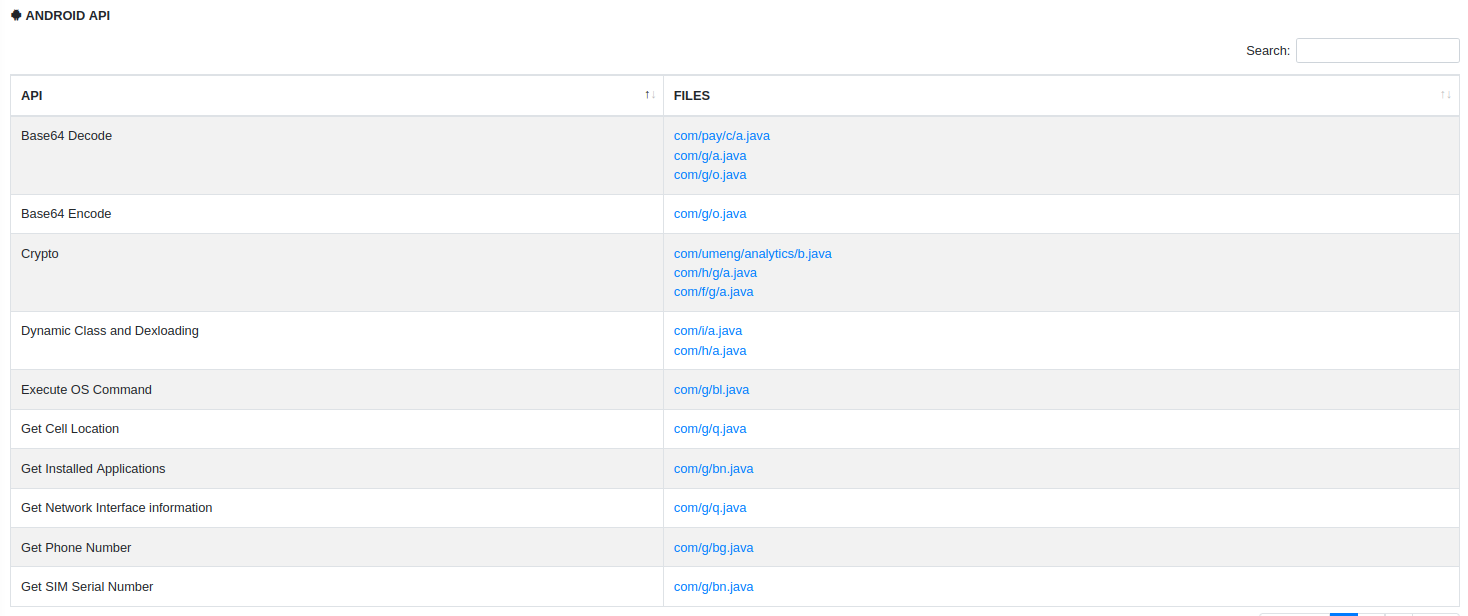 ANDROID API
Search:
API FILES
Base64 Decode com/pay/c/a.java
com/g/a.java
com/g/o.java
Base64 Encode com/g/o.java
Crypto com/umeng/analytics/b.java
com/h/g/a.java
com/f/g/a.java
Dynamic Class and Dexloading com/i/a.java
com/h/a.java
Execute OS Command com/g/bl.java
Get Cell Location com/g/q.java
Get Installed Applications com/g/bn.java
Get Network Interface information com/g/q.java
Get Phone Number com/g/bg.java
Get SIM Serial Number com/g/bn.java